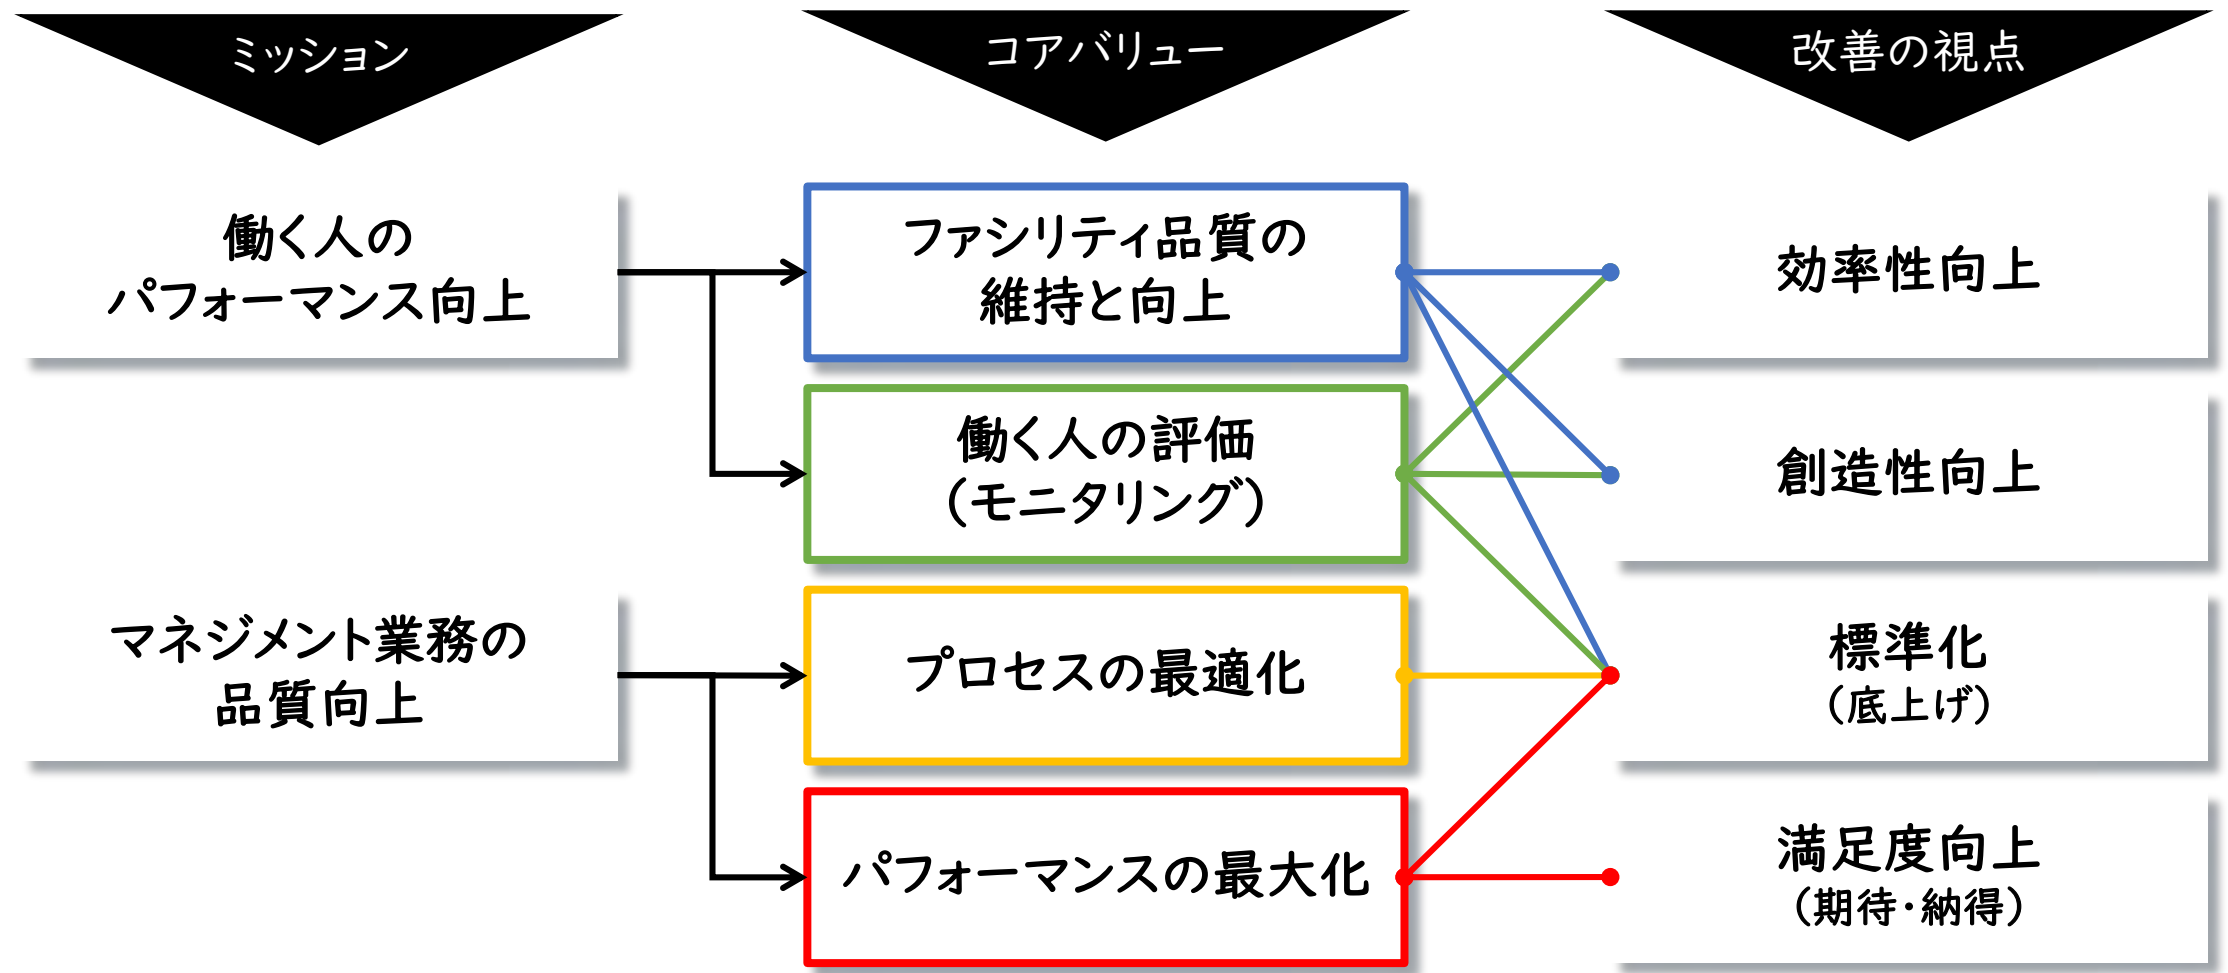 ミッション
コアバリュー
改善の視点
働く人の
パフォーマンス向上
マネジメント業務の
品質向上
ファシリティ品質の
維持と向上
働く人の評価
(モニタリング)
プロセスの最適化
パフォーマンスの最大化
効率性向上
創造性向上
標準化
(底上げ)
満足度向上
(期待・納得)